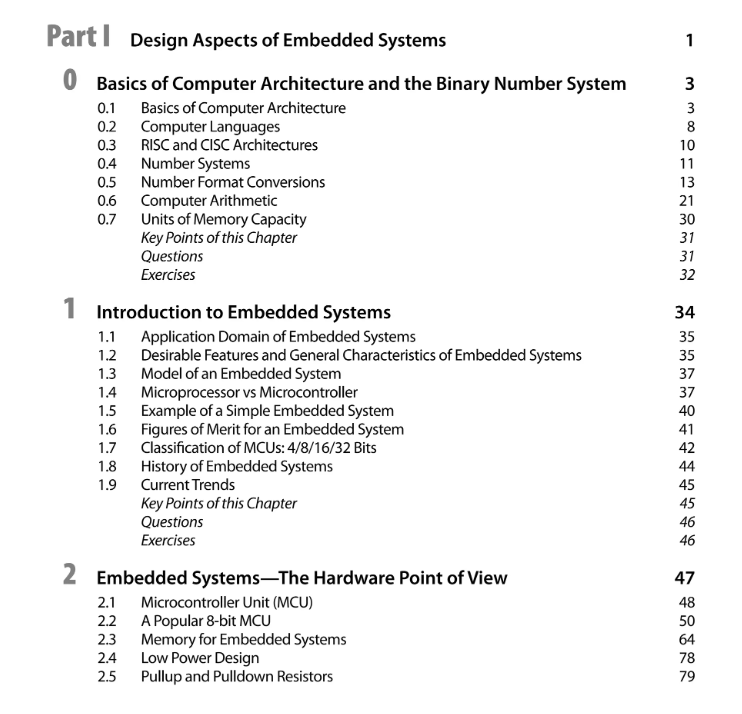 Part I Design Aspects of Embedded Systems 1
0 Basics of Computer Architecture and the Binary Number System 3
0.1 Basics of Computer Architecture 3
0.2 Computer Languages 8
0.3 RISC and CISC Architectures 10
0.4 Number Systems 11
0.5 Number Format Conversions 13
0.6 Computer Arithmetic 21
0.7 Units of Memory Capacity 30
Key Points of this Chapter 31
Questions 31
Exercises 32
1 Introduction to Embedded Systems 34
1.1 Application Domain of Embedded Systems 35
1.2 Desirable Features and General Characteristics of Embedded Systems 35
1.3 Model of an Embedded System 37
1.4 Microprocessor vs Microcontroller 37
1.5 Example of a Simple Embedded System 40
1.6 Figures of Merit for an Embedded System 41
1.7 Classification of MCUs: 4/8/16/32 Bits 42
1.8 History of Embedded Systems 44
1.9 Current Trends 45
Key Points of this Chapter 45
Questions 46
Exercises 46
2 Embedded Systems—The Hardware Point of View 47
2.1 Microcontroller Unit (MCU) 48
2.2 A Popular 8-bit MCU 50
2.3 Memory for Embedded Systems 64
2.4 Low Power Design 78
2.5 Pullup and Pulldown Resistors 79